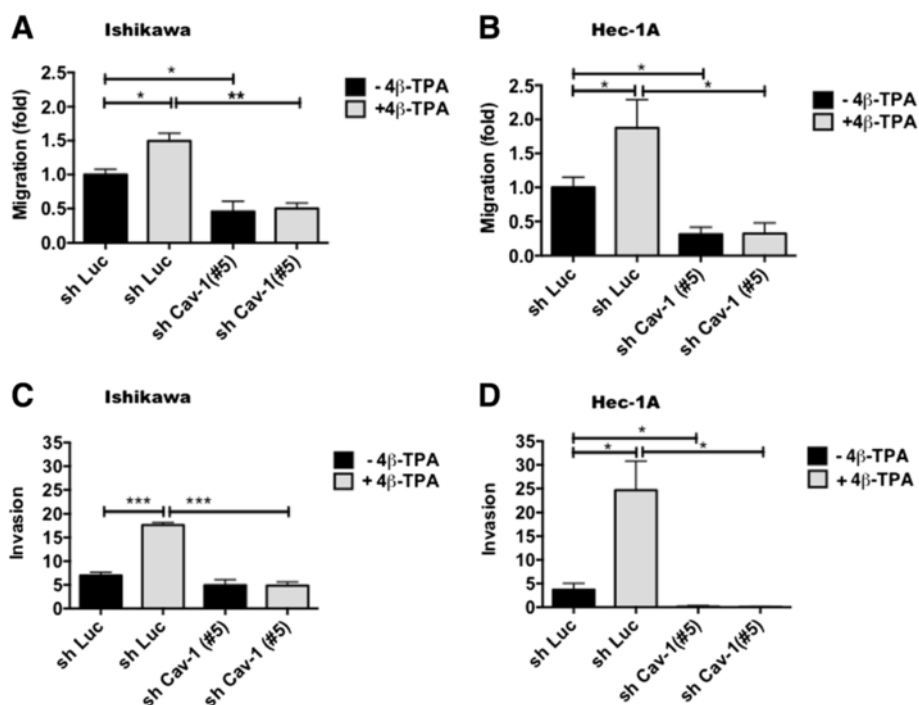 A Ishikawa
Migration (fold)
2.5
2.0
1.5
1.0
0.5
0.0
*
*
**
- 4β-TPA
+4β-TPA
sh Luc
sh Luc
sh Cav-1(#5)
sh Cav-1(#5)
B Hec-1A
Migration (fold)
2.5
2.0
1.5
1.0
0.5
0.0
*
*
*
- 4β-TPA
+4β-TPA
sh Luc
sh Luc
sh Cav-1 (#5)
sh Cav-1 (#5)
C Ishikawa
Invasion
35
30
25
20
15
10
5
0
***
***
- 4β-TPA
+ 4β-TPA
sh Luc
sh Luc
sh Cav-1 (#5)
sh Cav-1 (#5)
D Hec-1A
Invasion
35
30
25
20
15
10
5
0
*
*
*
- 4β-TPA
+ 4β-TPA
sh Luc
sh Luc
sh Cav-1(#5)
sh Cav-1 (#5)